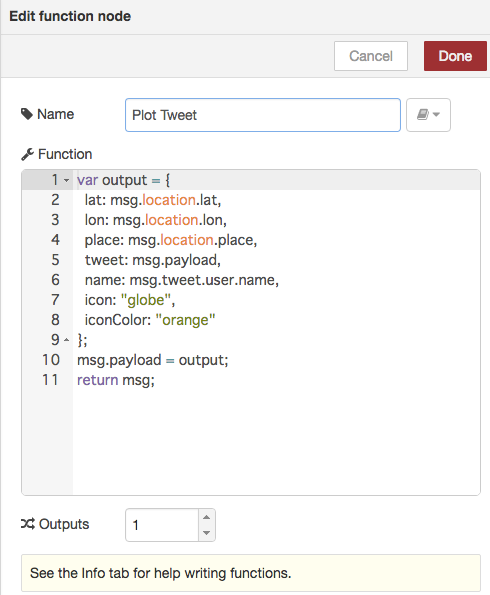 Edit function node
Cancel Done
Name Plot Tweet
Function
1 var output = {
2 lat: msg.location.lat,
3 lon: msg.location.lon,
4 place: msg.location.place,
5 tweet: msg.payload,
6 name: msg.tweet.user.name,
7 icon: "globe",
8 iconColor: "orange"
9 };
10 msg.payload = output;
11 return msg;
Outputs 1
See the Info tab for help writing functions.